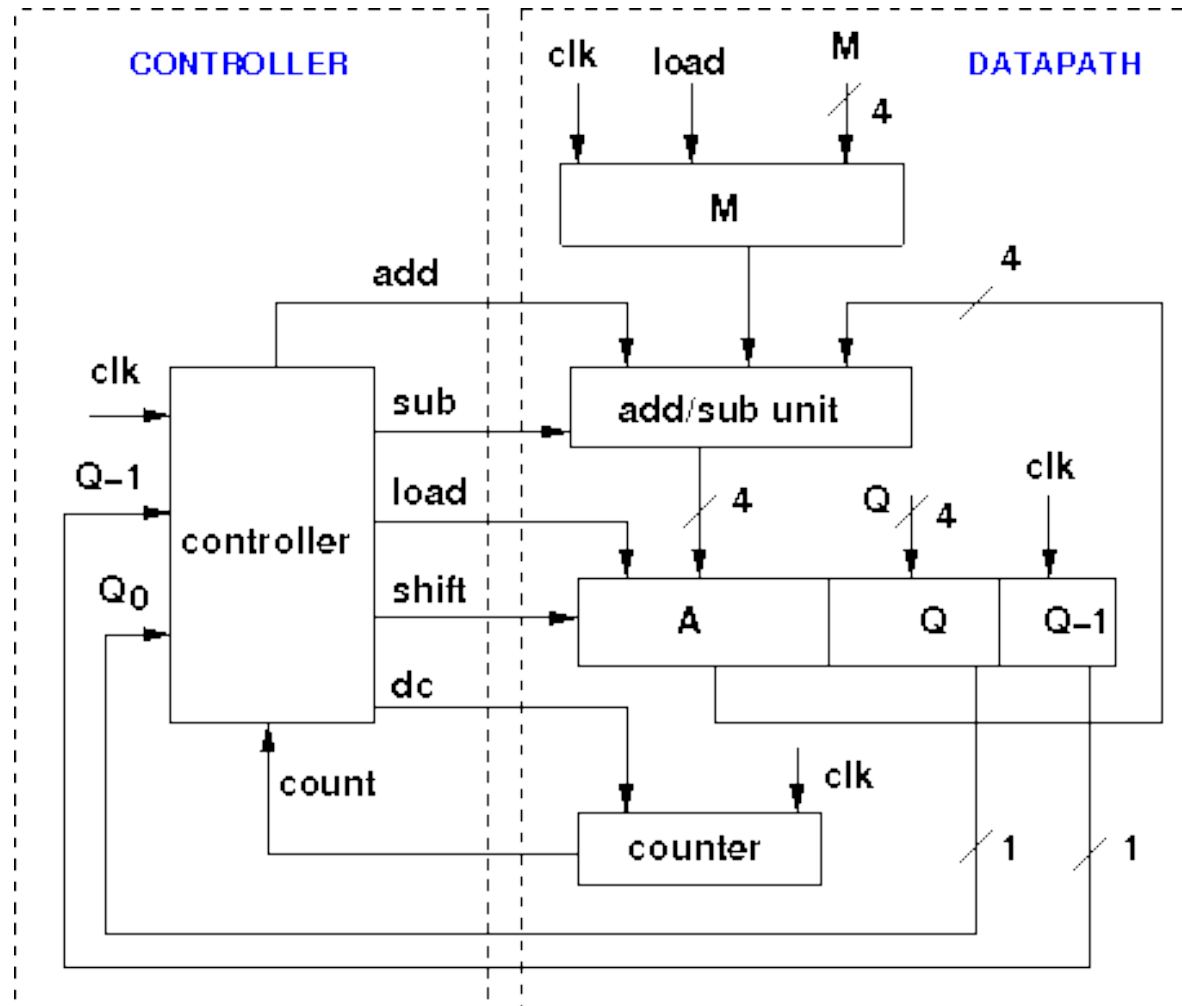 CONTROLLER
DATAPATH
clk
load
M
4
M
add
4
clk
sub
add/sub unit
Q-1
load
4
Q
4
clk
controller
Q0
shift
A
Q
Q-1
dc
count
clk
counter
1
1